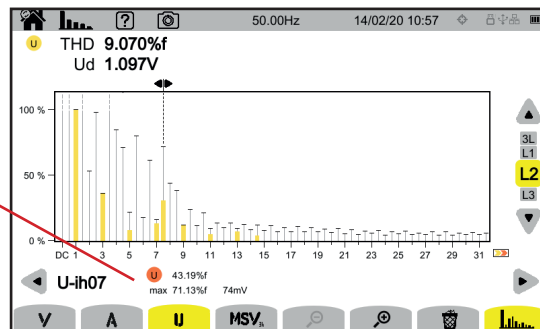 ? 50.00Hz 14/02/20 10:57
U THD 9.070%f
Ud 1.097V
100 %
50 %
0 %
3L
L1
L2
L3
DC 1 3 5 7 9 11 13 15 17 19 21 23 25 27 29 31
U-ih07 U 43.19%f
max 71.13%f 74mV
V A U MSV